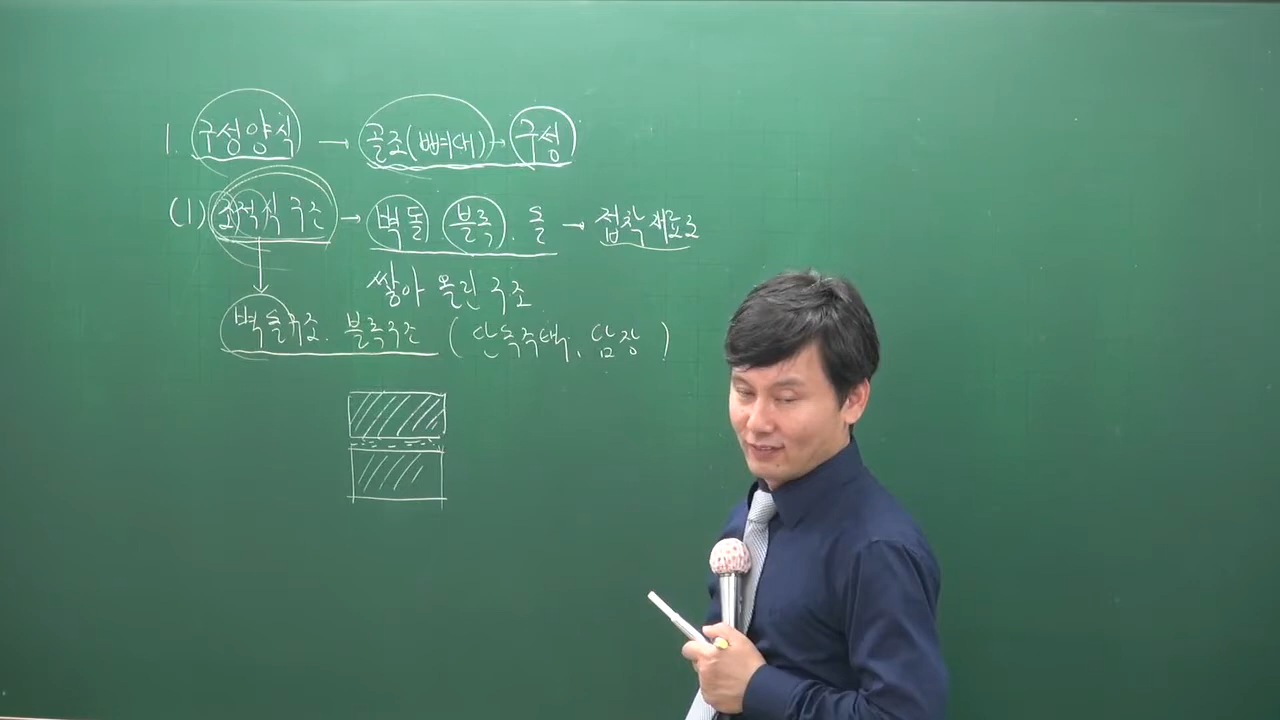 1. 구성양식 → 골조(뼈대) → 구성
(1) 조적식 구조 → 벽돌. 블록. 돌 → 접착재료로
쌓아 올린 구조
벽돌구조. 블록구조 (단독주택, 담장)